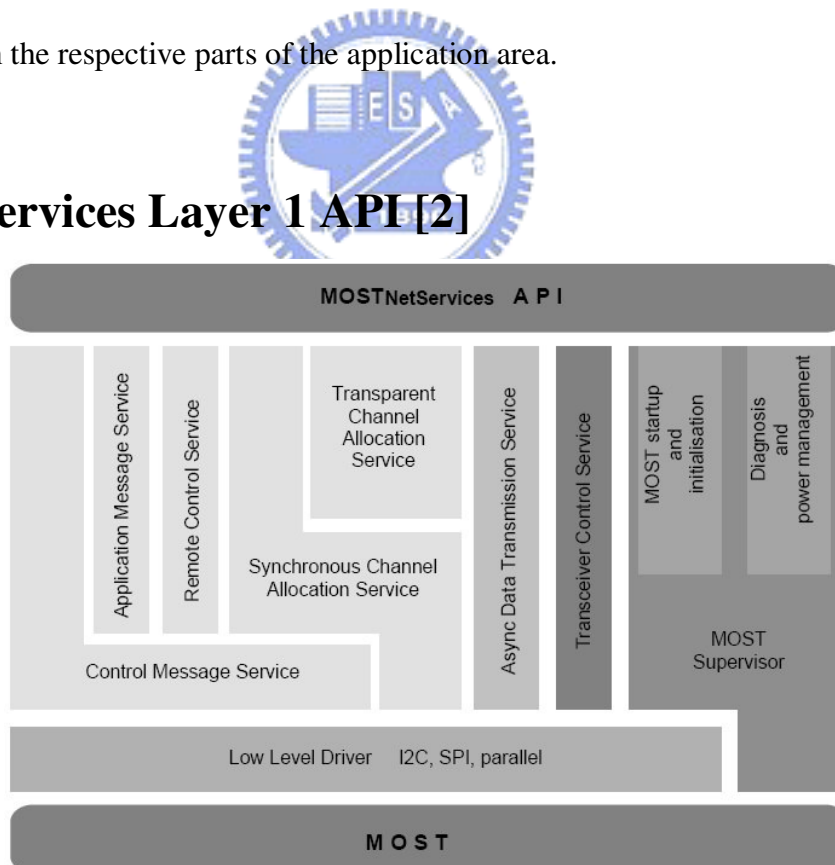 the respective parts of the application area.
ESA
ervices Layer 1 API [2]
1896
MOSTNetServices API
Application Message Service
Remote Control Service
Transparent
Channel
Allocation
Service
Synchronous Channel
Allocation Service
Control Message Service
Async Data Transmission Service
Transceiver Control Service
MOST startup
and
initialisation
Diagnosis
and
power management
MOST
Supervisor
Low Level Driver I2C, SPI, parallel
MOST